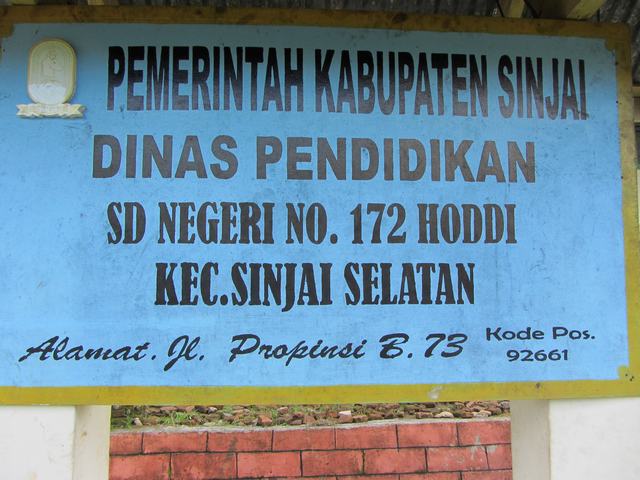 PEMERINTAH KABUPATEN SINJAI
DINAS PENDIDIKAN
SD NEGERI NO. 172 HODDI
KEC.SINJAI SELATAN
Alamat. Jl. Propinsi B. 73
Kode Pos.
92661